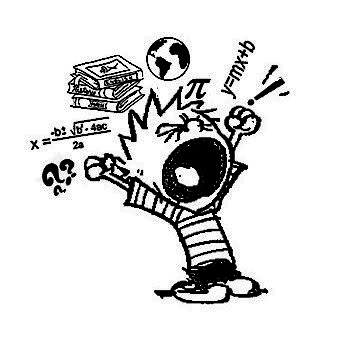 π
y=mx+b
!!
x = -b± √b²-4ac
2a
???